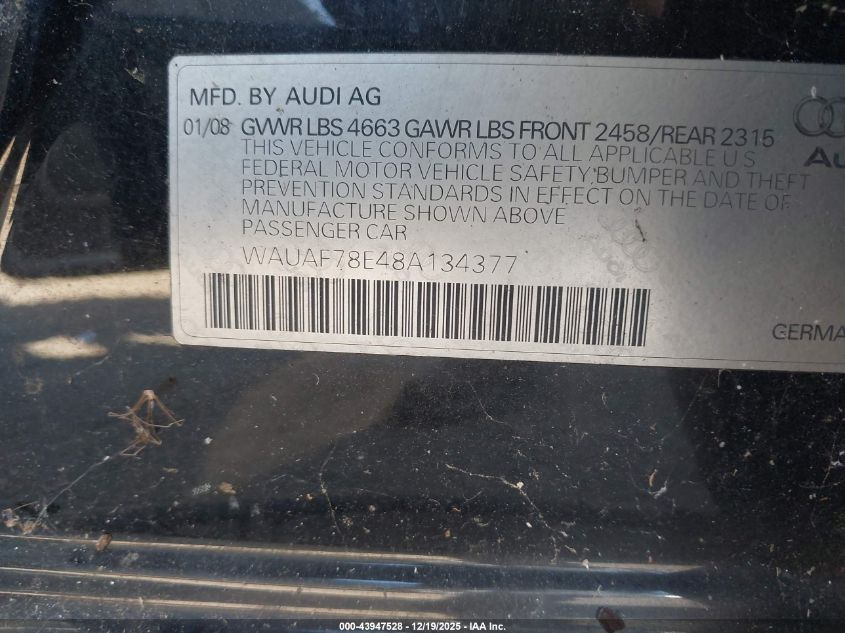 MFD. BY AUDI AG
01/08 GVWR LBS 4663 GAWR LBS FRONT 2458/REAR 2315
THIS VEHICLE CONFORMS TO ALL APPLICABLE U S
FEDERAL MOTOR VEHICLE SAFETY, BUMPER AND THEFT
PREVENTION STANDARDS IN EFFECT ON THE DATE OF
MANUFACTURE SHOWN ABOVE
PASSENGER CAR
WAUAF78E48A134377
000-43947528 - 12/19/2025 - IAA Inc.